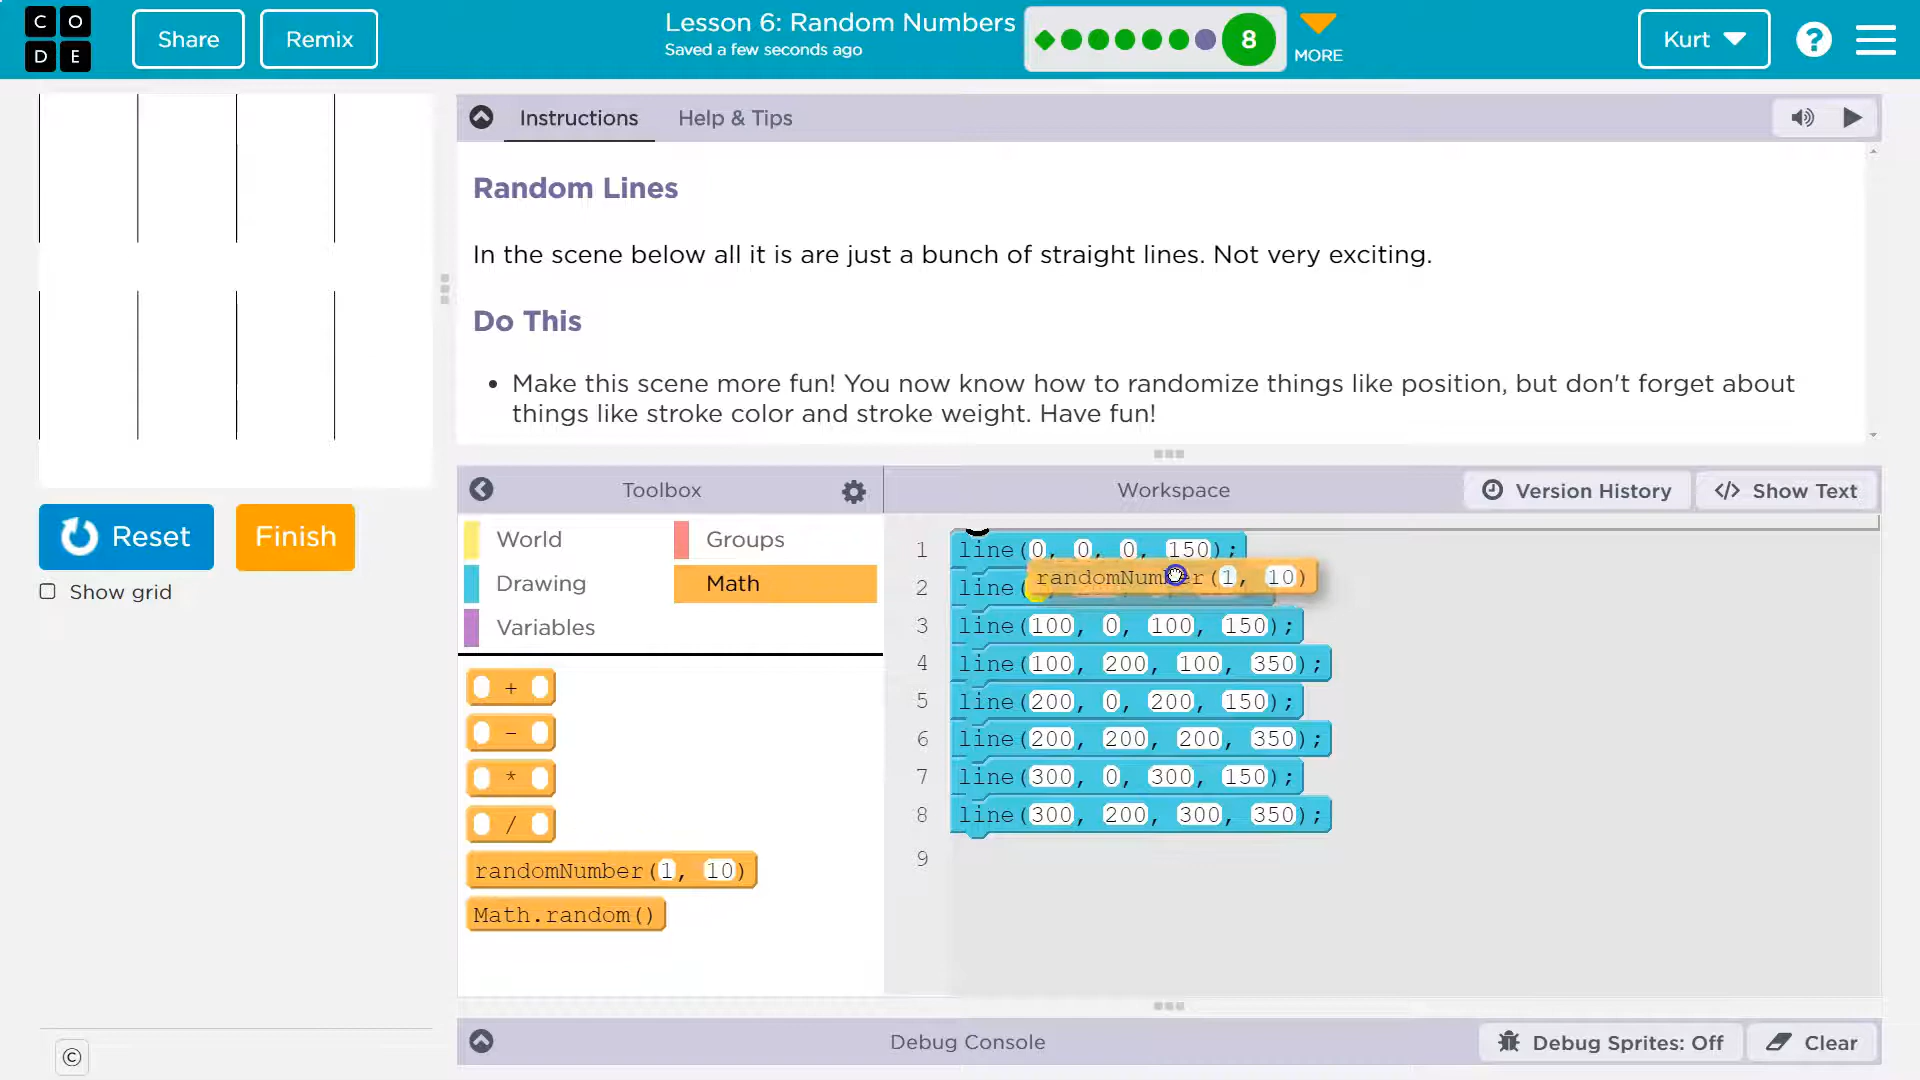 C O
D E
Share
Remix
Lesson 6: Random Numbers
Saved a few seconds ago
8
MORE
Kurt
?
Instructions
Help & Tips
Random Lines
In the scene below all it is are just a bunch of straight lines. Not very exciting.
Do This
• Make this scene more fun! You now know how to randomize things like position, but don't forget about
things like stroke color and stroke weight. Have fun!
Reset
Finish
Show grid
Toolbox
Workspace
Version History
</> Show Text
World
Groups
Drawing
Math
Variables
+
-
*
/
randomNumber(1, 10)
Math.random()
1 line(0, 0, 0, 150);
randomNumber(1, 10)
2 line(
3 line(100, 0, 100, 150);
4 line(100, 200, 100, 350);
5 line(200, 0, 200, 150);
6 line(200, 200, 200, 350);
7 line(300, 0, 300, 150);
8 line(300, 200, 300, 350);
9
©
Debug Console
Debug Sprites: Off
Clear